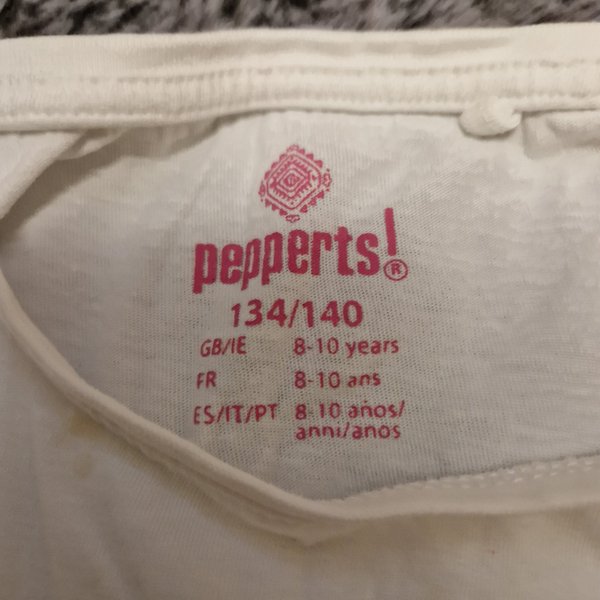 pepperts!®
134/140
GB/IE 8-10 years
FR 8-10 ans
ES/IT/PT 8-10 años/
anni/anos